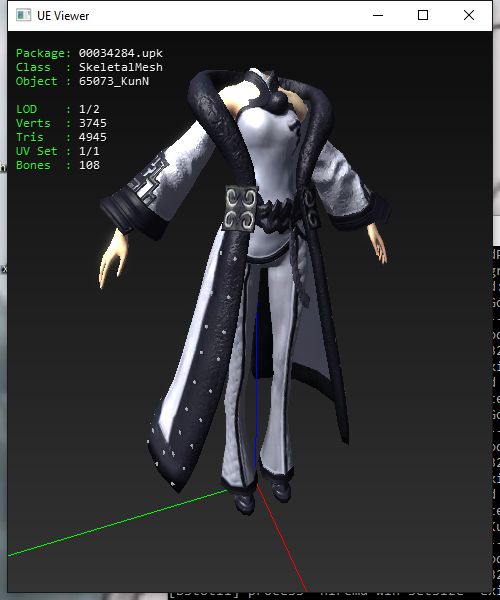 UE Viewer
Package: 00034284.upk
Class : SkeletalMesh
Object : 65073_KunN
LOD : 1/2
Verts : 3745
Tris : 4945
UV Set : 1/1
Bones : 108